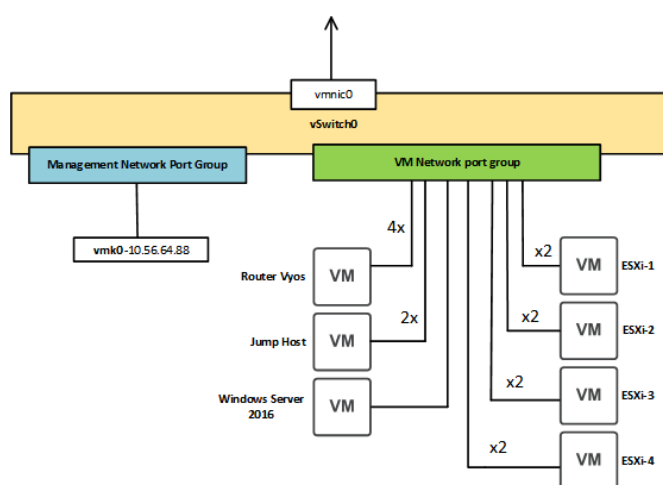 vmnic0
vSwitch0
Management Network Port Group
VM Network port group
vmk0-10.56.64.88
4x
Router Vyos
VM
2x
Jump Host
VM
Windows Server
2016
VM
x2
VM
ESXi-1
x2
VM
ESXi-2
x2
VM
ESXi-3
x2
VM
ESXi-4